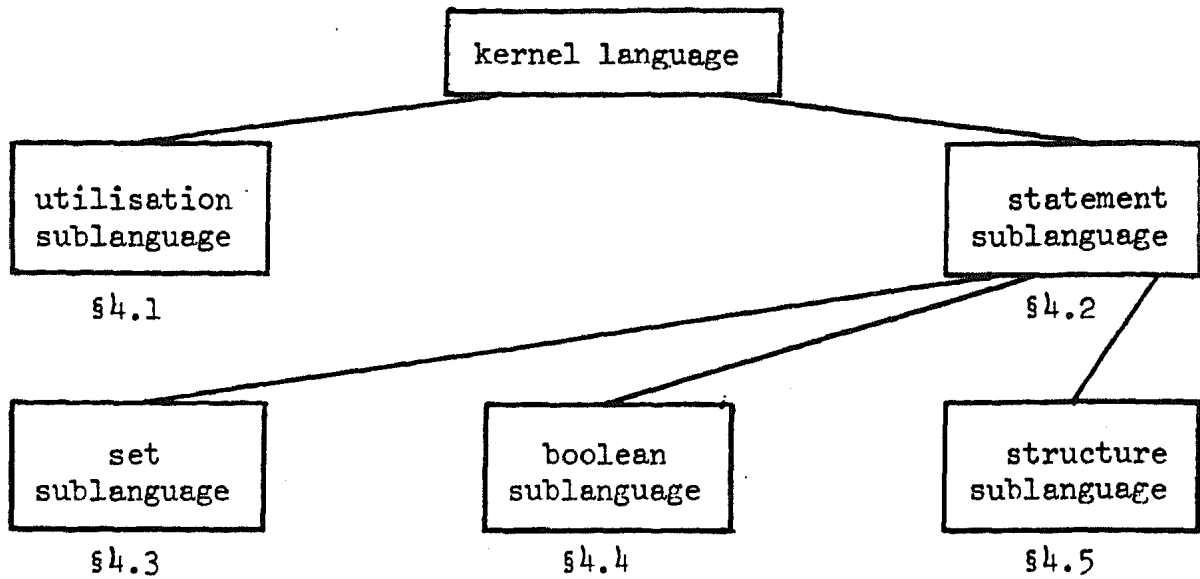 kernel language
utilisation
sublanguage
§4.1
statement
sublanguage
§4.2
set
sublanguage
§4.3
boolean
sublanguage
§4.4
structure
sublanguage
§4.5